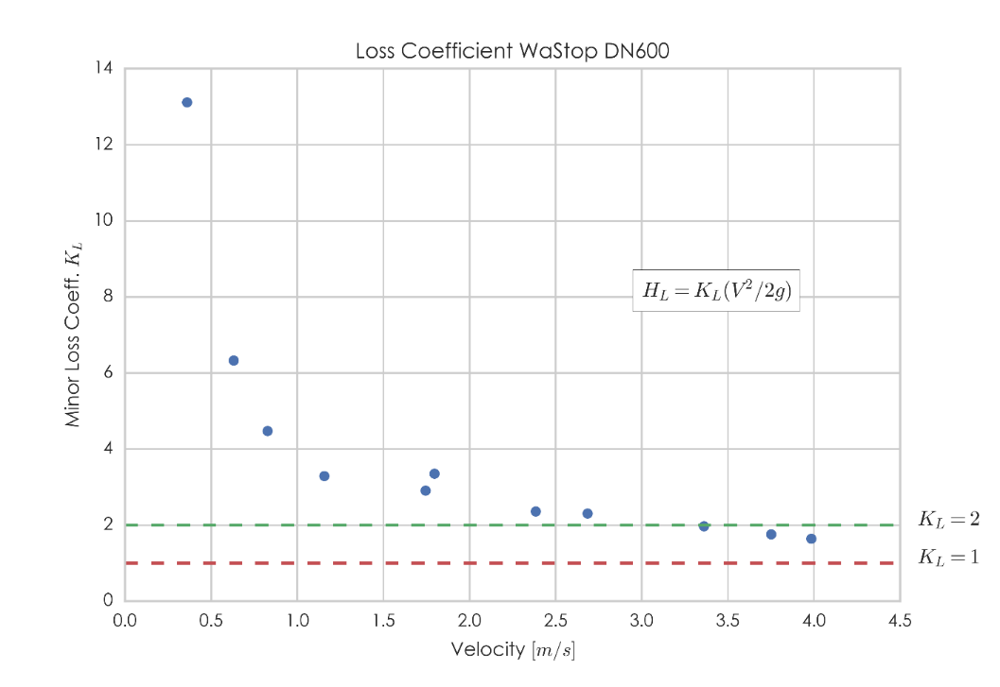 Loss Coefficient WaStop DN600
14
12
10
8
6
4
2
0
Minor Loss Coeff. K_L
H_L = K_L(V²/2g)
K_L = 2
K_L = 1
0.0 0.5 1.0 1.5 2.0 2.5 3.0 3.5 4.0 4.5
Velocity [m/s]